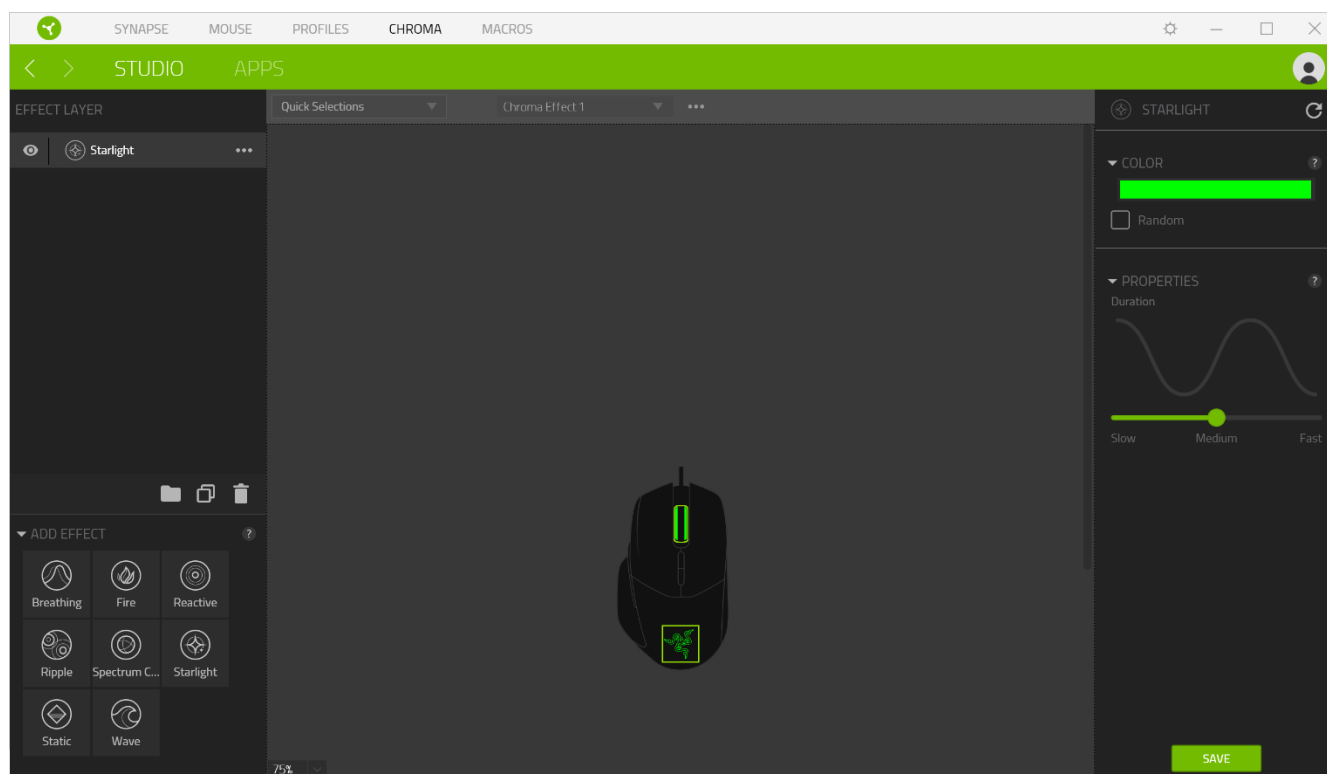 SYNAPSE MOUSE PROFILES CHROMA MACROS
STUDIO APPS
EFFECT LAYER
Quick Selections
Chroma Effect 1
STARLIGHT
Starlight
COLOR
?
Random
PROPERTIES
?
Duration
Slow Medium Fast
ADD EFFECT
?
Breathing Fire Reactive
Ripple Spectrum C... Starlight
Static Wave
75%
SAVE